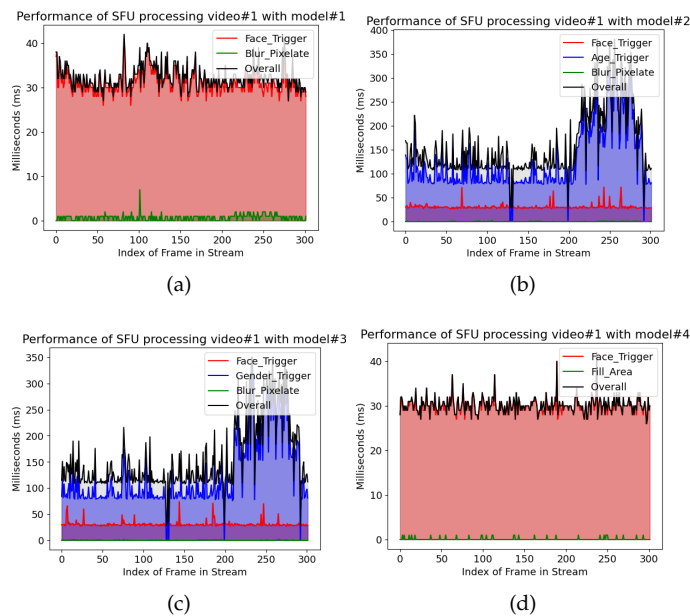 Performance of SFU processing video#1 with model#1
Face_Trigger
Blur_Pixelate
Overall
Milliseconds (ms)
40
30
20
10
0
0 50 100 150 200 250 300
Index of Frame in Stream
(a)
Performance of SFU processing video#1 with model#2
Face_Trigger
Age_Trigger
Blur_Pixelate
Overall
Milliseconds (ms)
400
350
300
250
200
150
100
50
0
0 50 100 150 200 250 300
Index of Frame in Stream
(b)
Performance of SFU processing video#1 with model#3
Face_Trigger
Gender_Trigger
Blur_Pixelate
Overall
Milliseconds (ms)
350
300
250
200
150
100
50
0
0 50 100 150 200 250 300
Index of Frame in Stream
(c)
Performance of SFU processing video#1 with model#4
Face_Trigger
Fill_Area
Overall
Milliseconds (ms)
40
30
20
10
0
0 50 100 150 200 250 300
Index of Frame in Stream
(d)